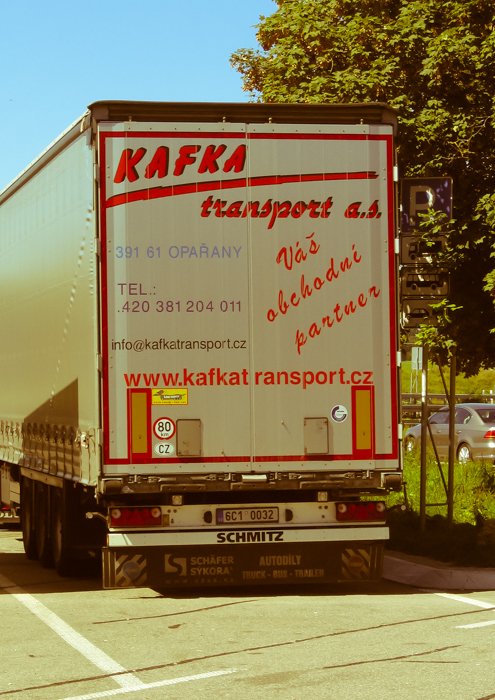 KAFKA
transport a.s.
391 61 OPAŘANY
Váš
obchodní
partner
TEL.:
.420 381 204 011
info@kafkatransport.cz
www.kafkatransport.cz
80
CZ
P
6C1 0032
SCHMITZ
SCHÄFER
SÝKORA
AUTODÍLY
TRUCK - BUS - TRAILER